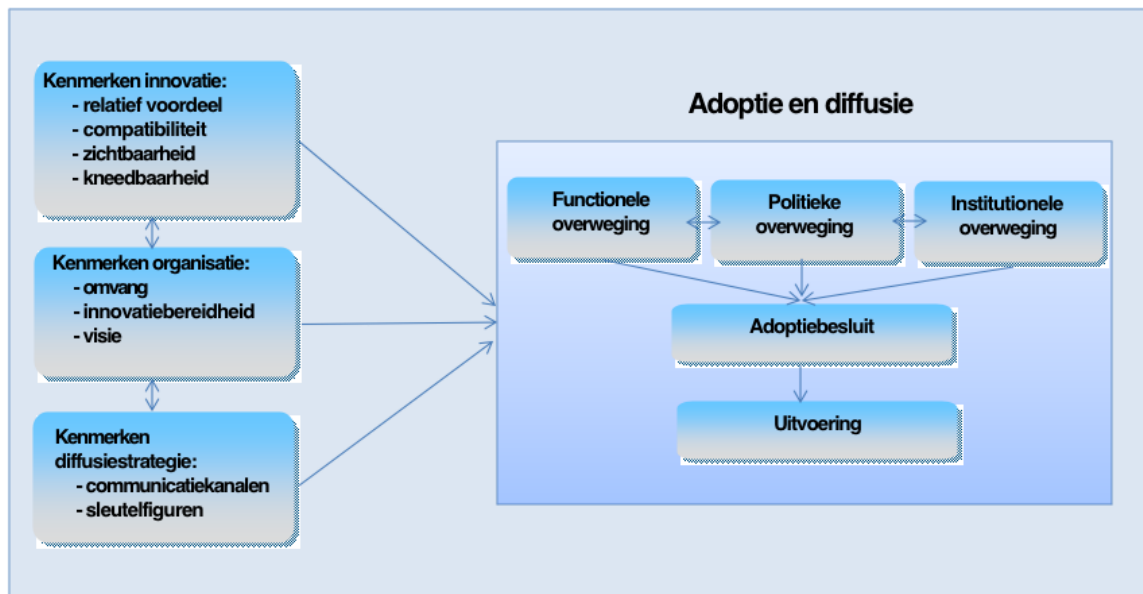 Kenmerken innovatie:
- relatief voordeel
- compatibiliteit
- zichtbaarheid
- kneedbaarheid
Kenmerken organisatie:
- omvang
- innovatiebereidheid
- visie
Kenmerken
diffusiestrategie:
- communicatiekanalen
- sleutelfiguren
Adoptie en diffusie
Functionele
overweging
Politieke
overweging
Institutionele
overweging
Adoptiebesluit
Uitvoering